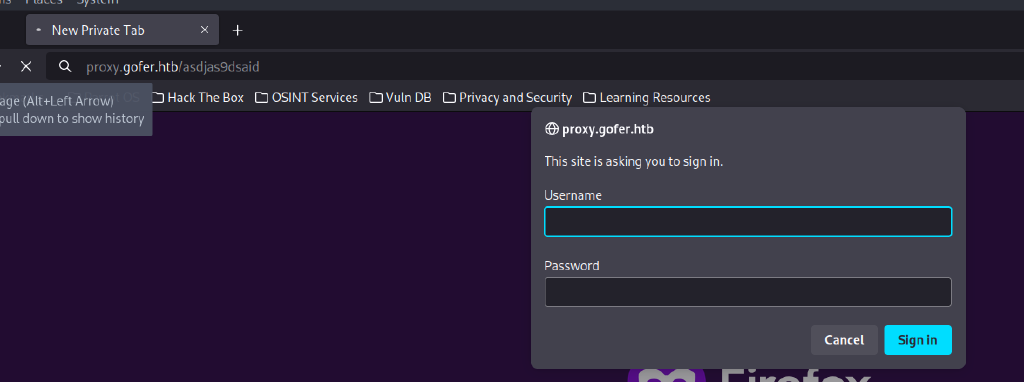 Places System
New Private Tab
proxy.gofer.htb/asdjas9dsaid
age (Alt+Left Arrow)
pull down to show history
Hack The Box OSINT Services Vuln DB Privacy and Security Learning Resources
proxy.gofer.htb
This site is asking you to sign in.
Username
Password
Cancel Sign in
Firefox